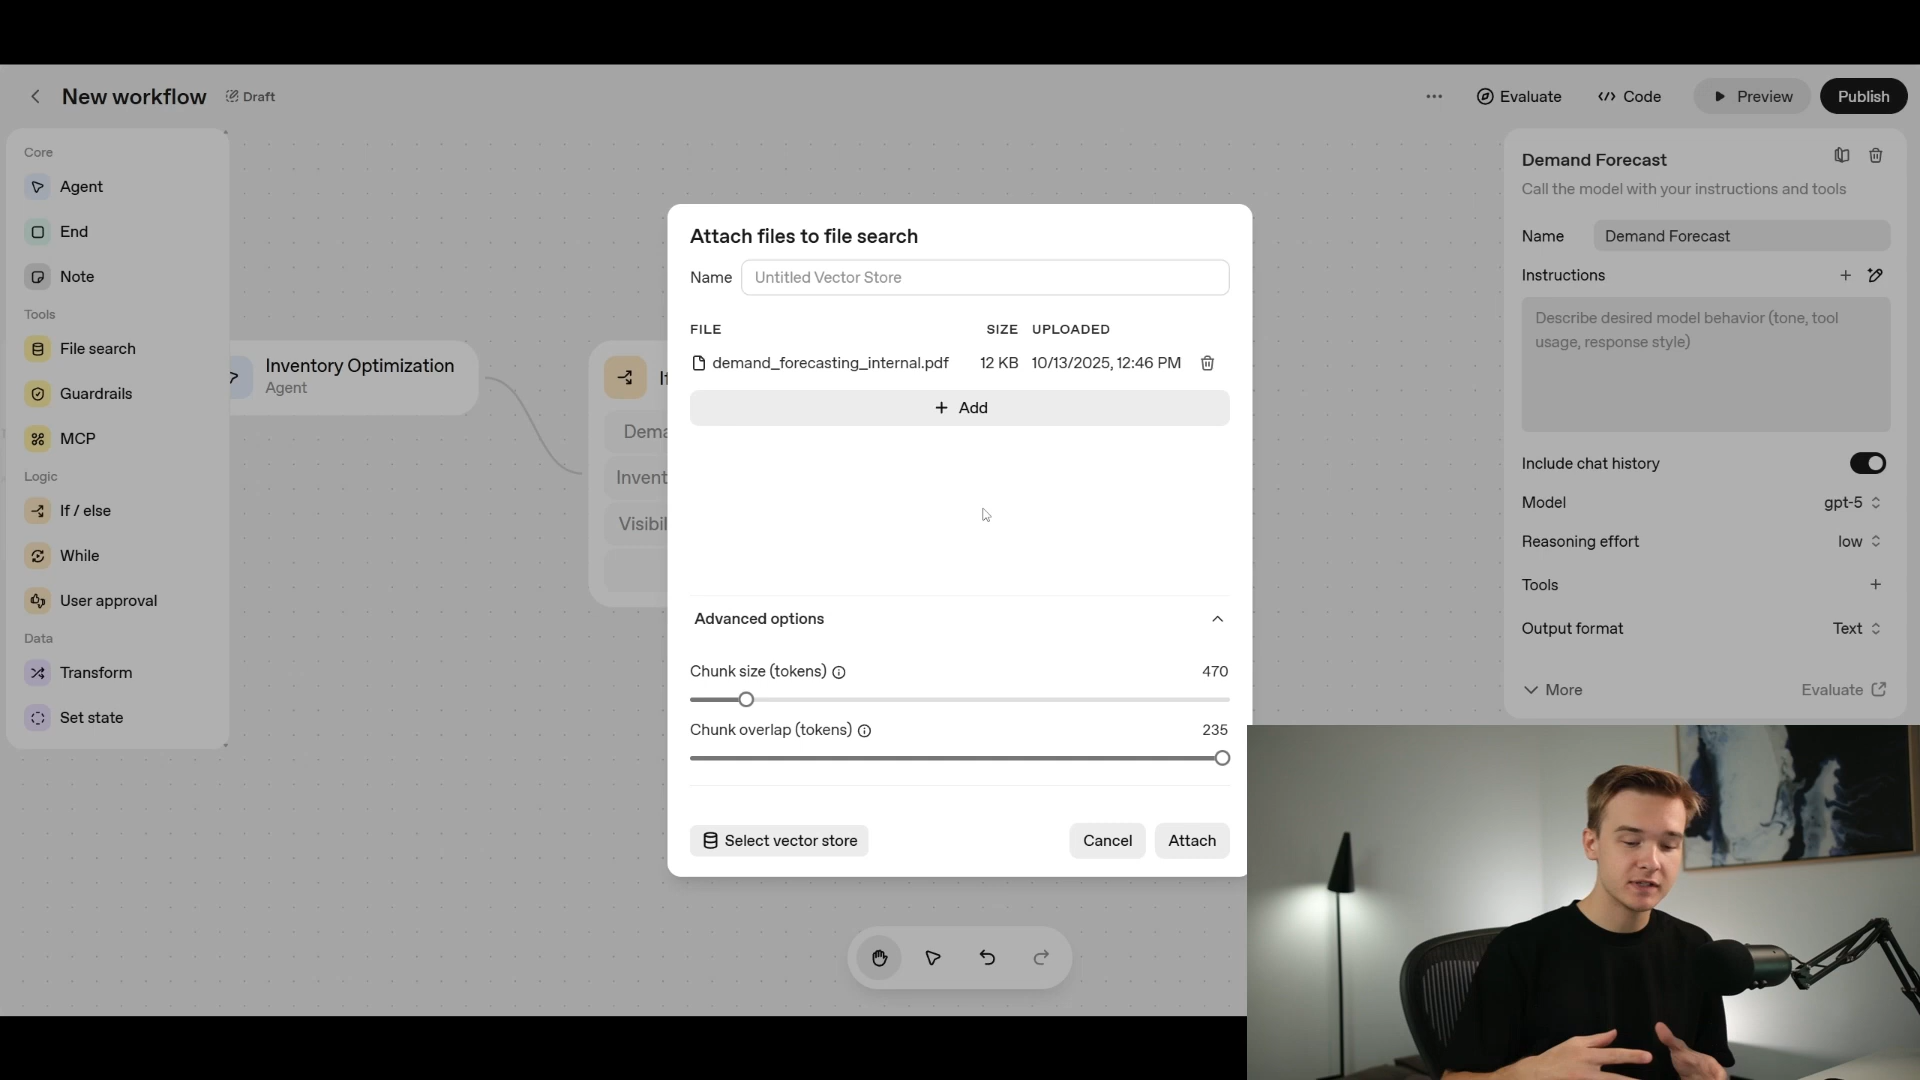 New workflow
Draft
Evaluate
Code
Preview
Publish
Core
Agent
End
Note
Tools
File search
Guardrails
MCP
Logic
If / else
While
User approval
Data
Transform
Set state
Inventory Optimization
Agent
Attach files to file search
Name
Untitled Vector Store
FILE SIZE UPLOADED
demand_forecasting_internal.pdf 12 KB 10/13/2025, 12:46 PM
+ Add
Advanced options
Chunk size (tokens) 470
Chunk overlap (tokens) 235
Select vector store
Cancel
Attach
Demand Forecast
Call the model with your instructions and tools
Name
Demand Forecast
Instructions
Describe desired model behavior (tone, tool
usage, response style)
Include chat history
Model gpt-5
Reasoning effort low
Tools +
Output format Text
More
Evaluate